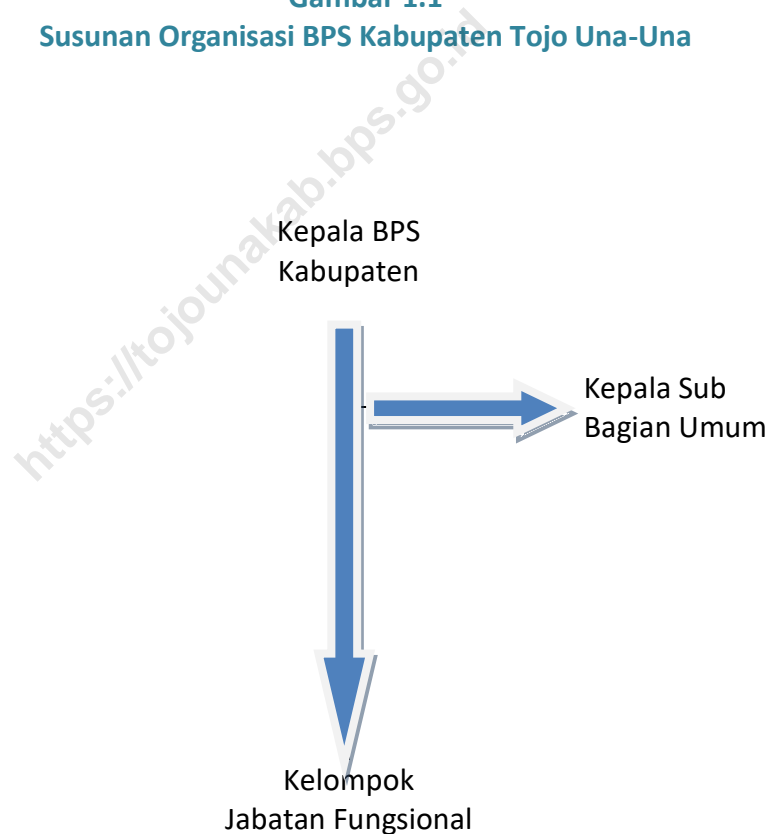 Gambar 1.1
Susunan Organisasi BPS Kabupaten Tojo Una-Una
https://tojounakab.bps.go.id
Kepala BPS
Kabupaten
Kepala Sub
Bagian Umum
Kelompok
Jabatan Fungsional